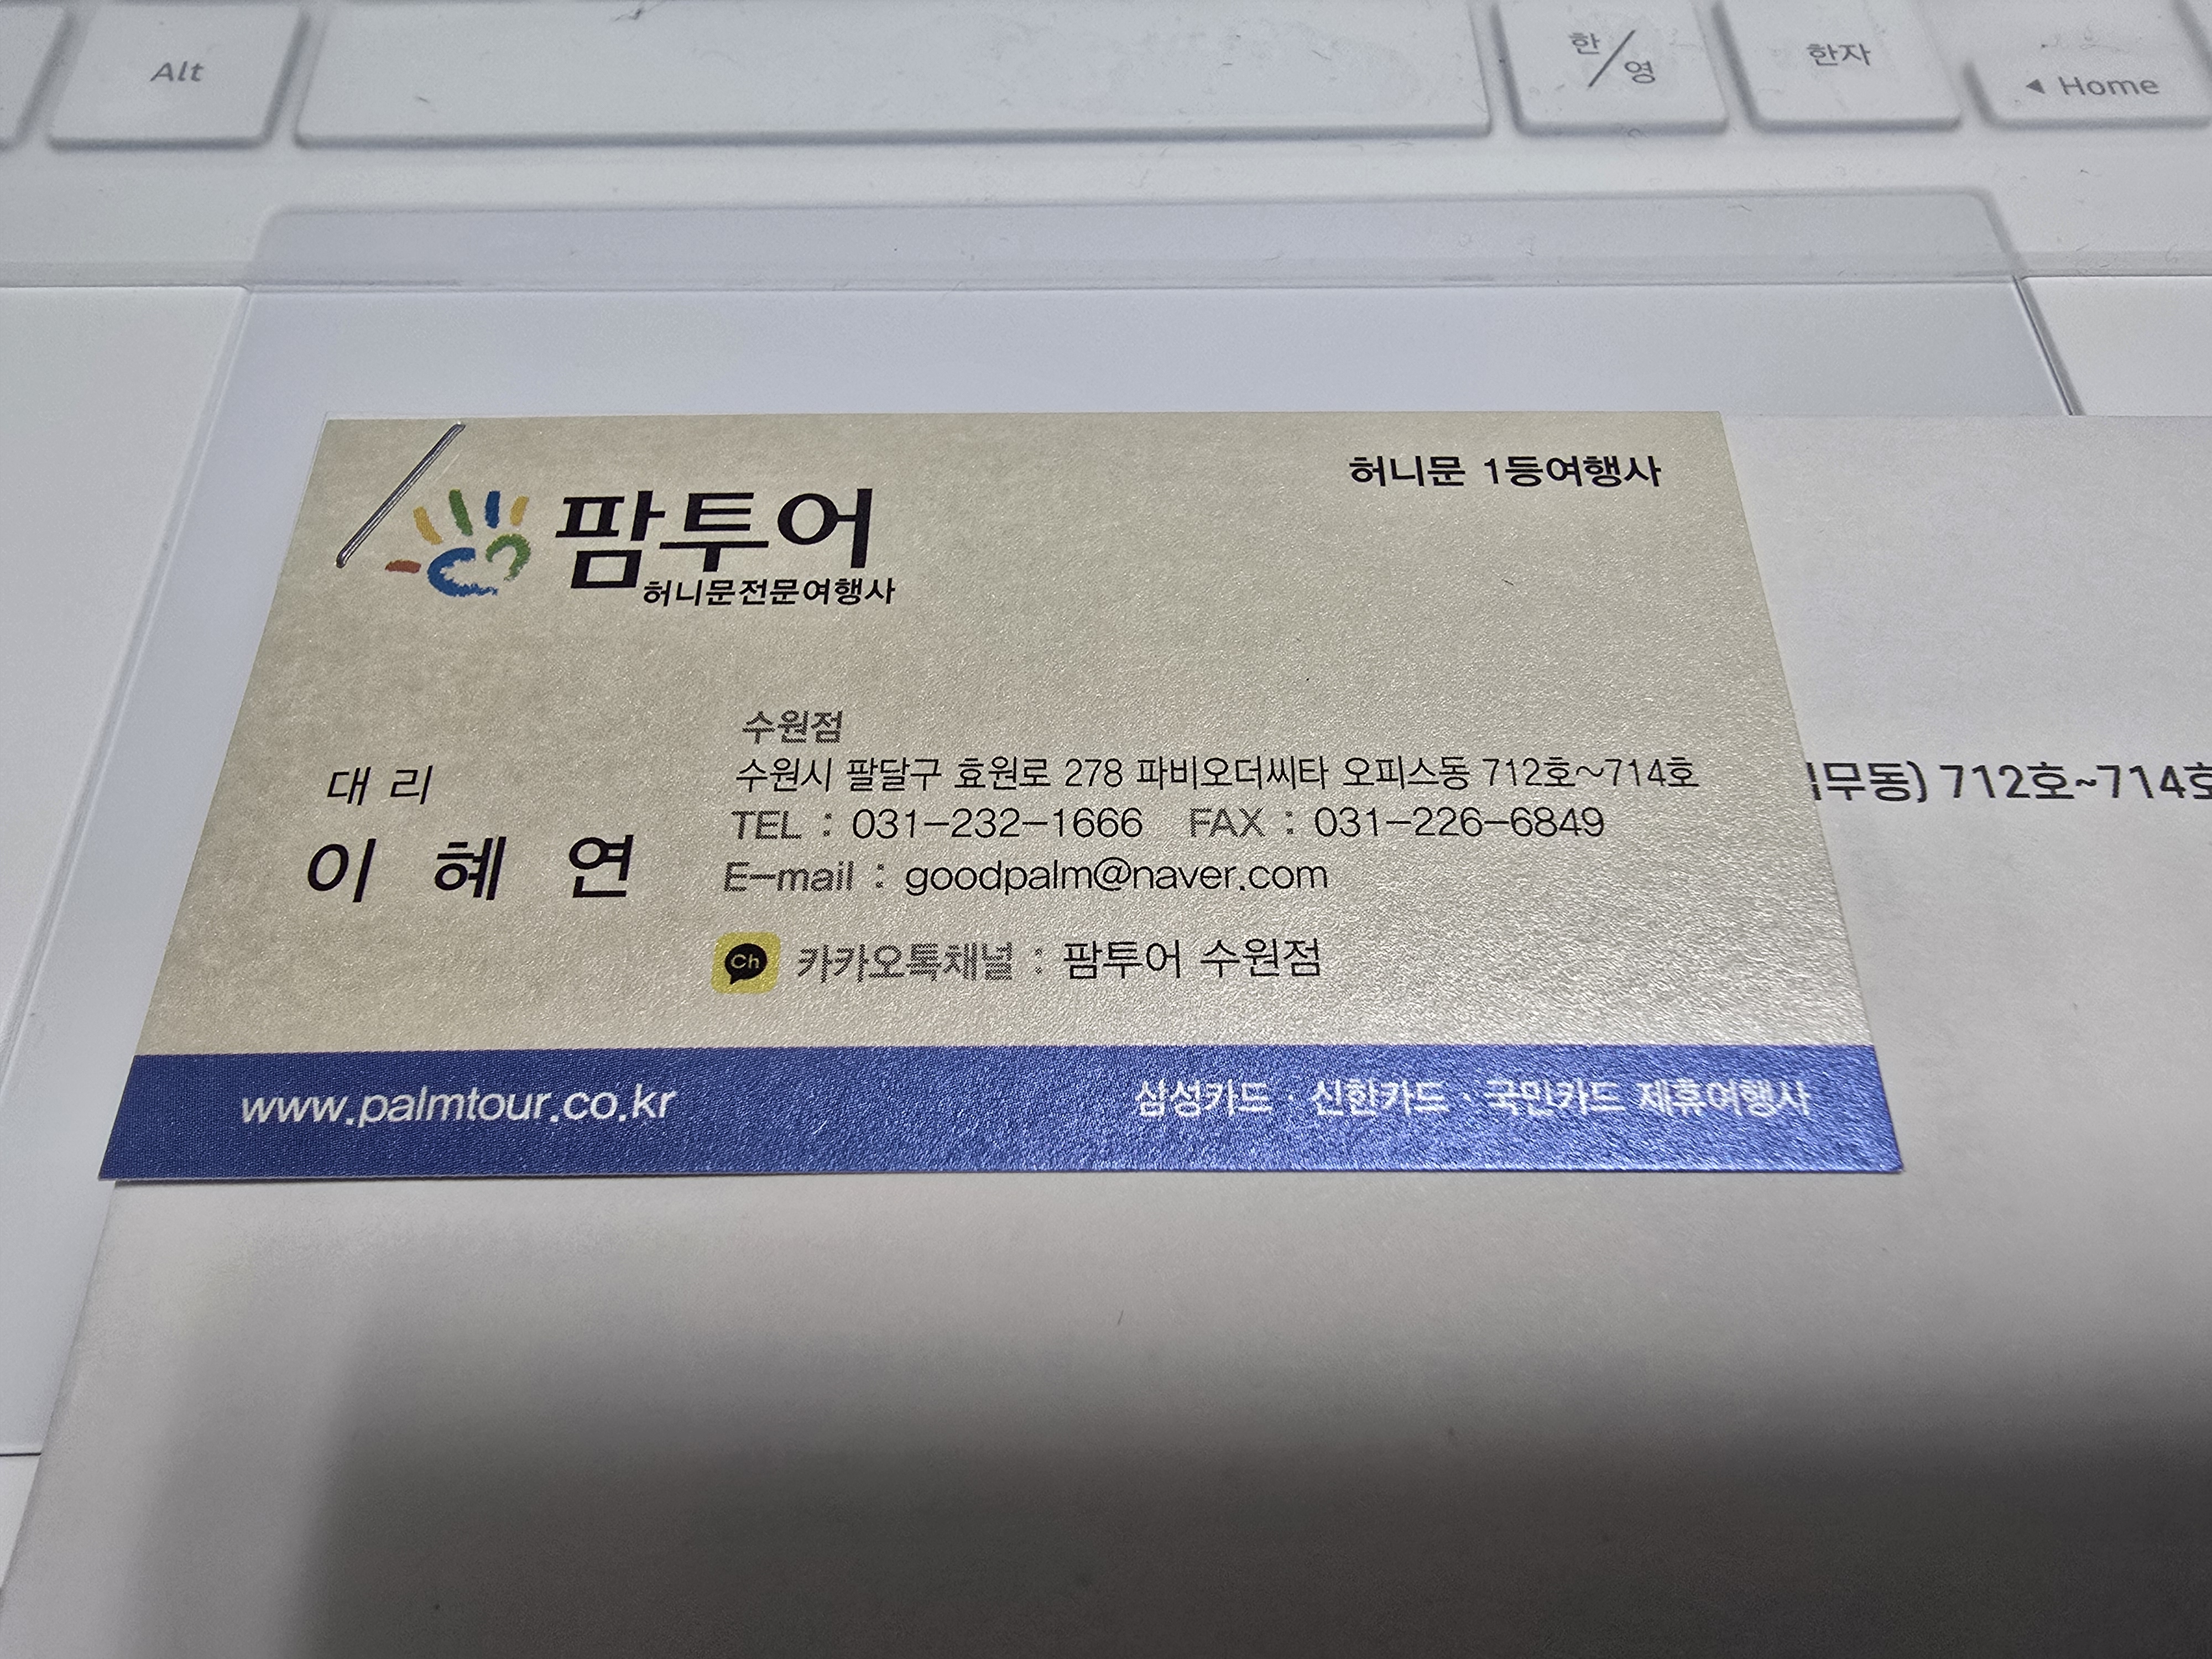 Alt
한/영
한자
◀ Home
허니문 1등여행사
팜투어
허니문전문여행사
수원점
수원시 팔달구 효원로 278 파비오더씨타 오피스동 712호~714호
대 리
TEL : 031-232-1666 FAX : 031-226-6849
이 혜 연
E-mail : goodpalm@naver.com
Ch 카카오톡채널 : 팜투어 수원점
www.palmtour.co.kr
삼성카드 · 신한카드 · 국민카드 제휴여행사
무동) 712호~714호